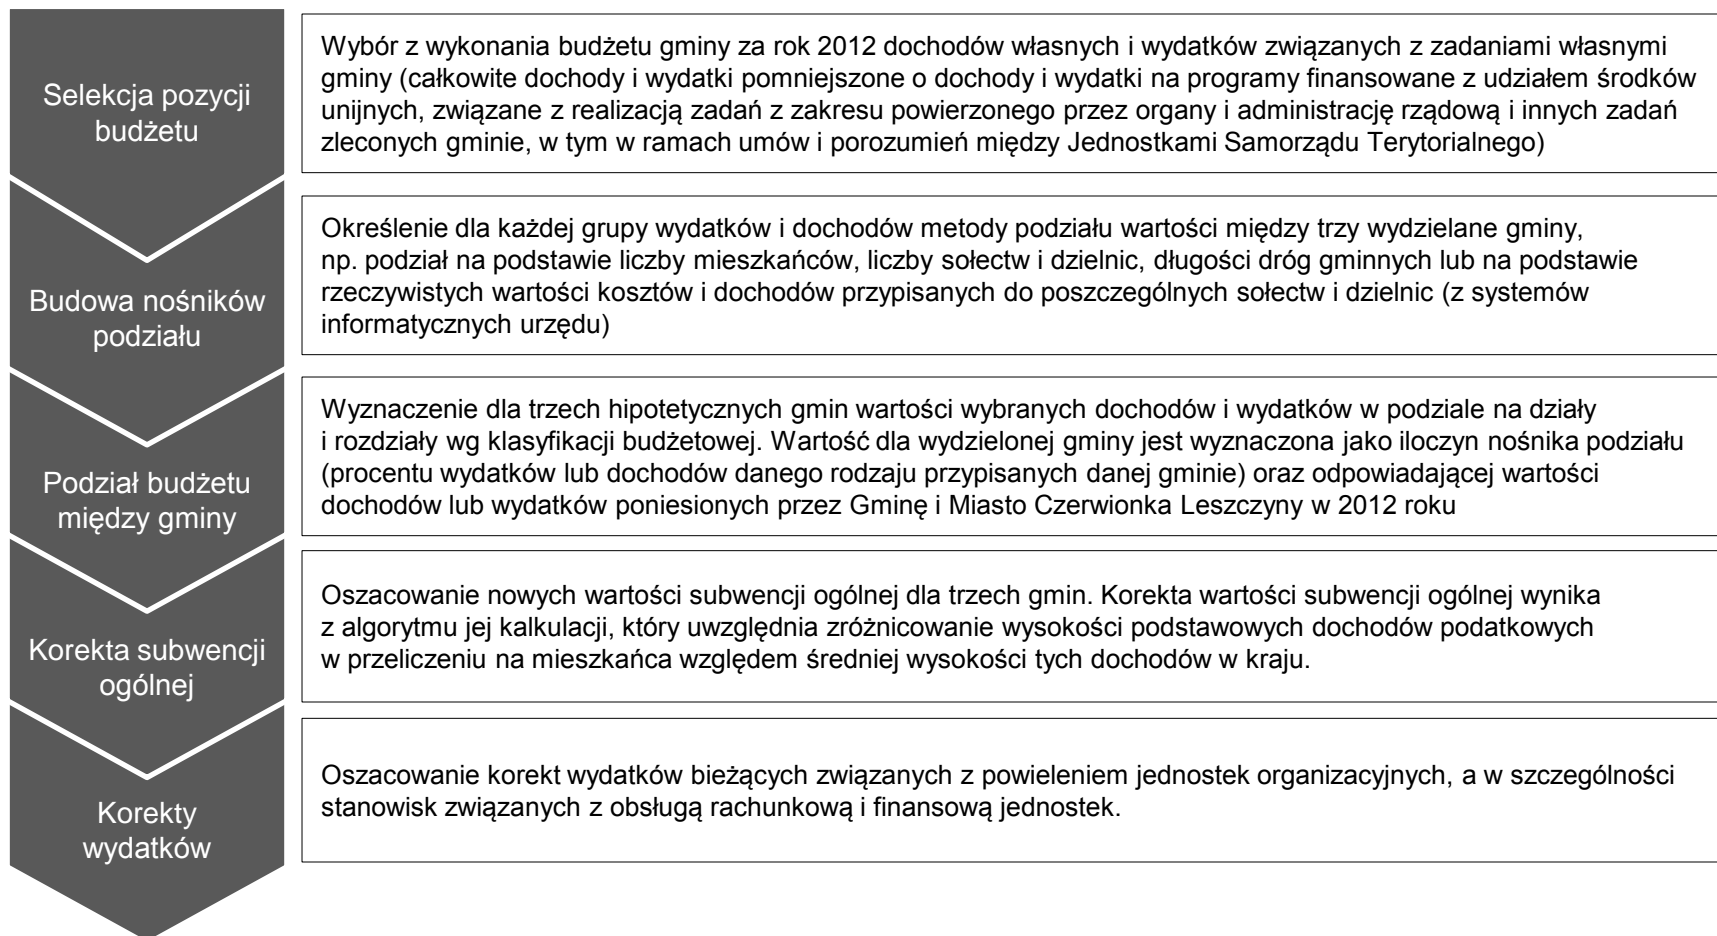 Selekcja pozycji
budżetu
Wybór z wykonania budżetu gminy za rok 2012 dochodów własnych i wydatków związanych z zadaniami własnymi
gminy (całkowite dochody i wydatki pomniejszone o dochody i wydatki na programy finansowane z udziałem środków
unijnych, związane z realizacją zadań z zakresu powierzonego przez organy i administrację rządową i innych zadań
zleconych gminie, w tym w ramach umów i porozumień między Jednostkami Samorządu Terytorialnego)
Budowa nośników
podziału
Określenie dla każdej grupy wydatków i dochodów metody podziału wartości między trzy wydzielane gminy,
np. podział na podstawie liczby mieszkańców, liczby sołectw i dzielnic, długości dróg gminnych lub na podstawie
rzeczywistych wartości kosztów i dochodów przypisanych do poszczególnych sołectw i dzielnic (z systemów
informatycznych urzędu)
Podział budżetu
między gminy
Wyznaczenie dla trzech hipotetycznych gmin wartości wybranych dochodów i wydatków w podziale na działy
i rozdziały wg klasyfikacji budżetowej. Wartość dla wydzielonej gminy jest wyznaczona jako iloczyn nośnika podziału
(procentu wydatków lub dochodów danego rodzaju przypisanych danej gminie) oraz odpowiadającej wartości
dochodów lub wydatków poniesionych przez Gminę i Miasto Czerwionka Leszczyny w 2012 roku
Korekta subwencji
ogólnej
Oszacowanie nowych wartości subwencji ogólnej dla trzech gmin. Korekta wartości subwencji ogólnej wynika
z algorytmu jej kalkulacji, który uwzględnia zróżnicowanie wysokości podstawowych dochodów podatkowych
w przeliczeniu na mieszkańca względem średniej wysokości tych dochodów w kraju.
Korekty
wydatków
Oszacowanie korekt wydatków bieżących związanych z powieleniem jednostek organizacyjnych, a w szczególności
stanowisk związanych z obsługą rachunkową i finansową jednostek.